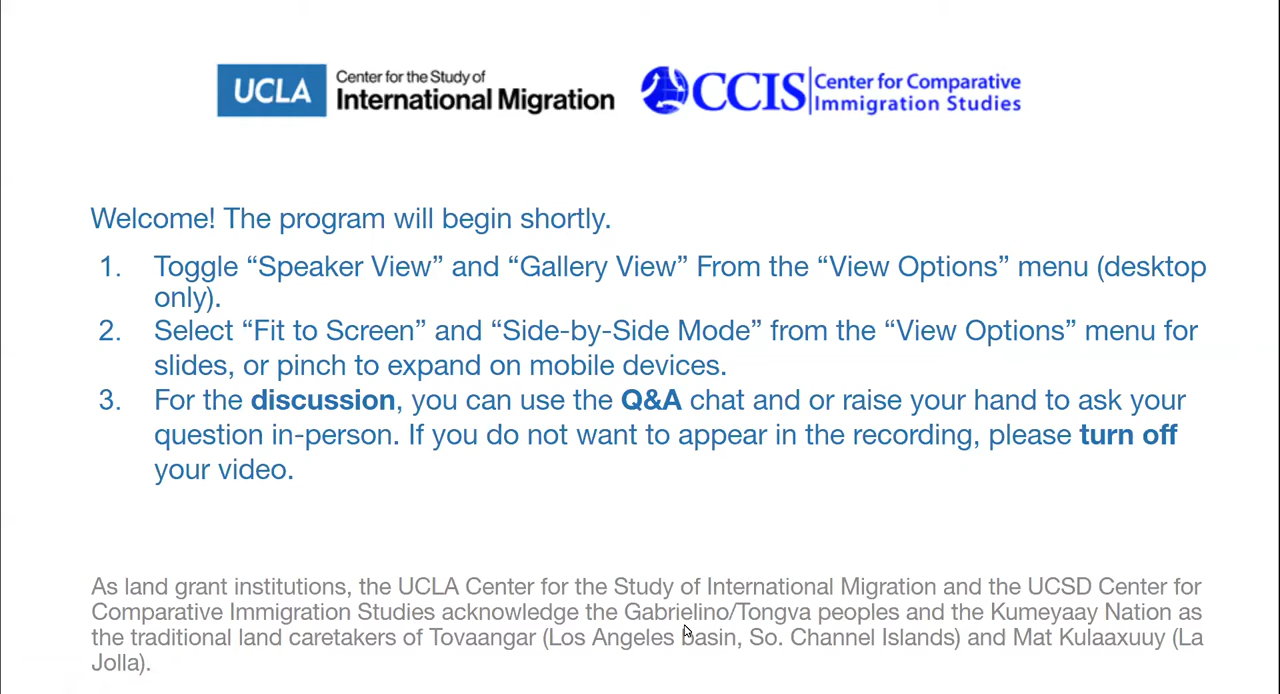 UCLA Center for the Study of
International Migration
CCIS Center for Comparative
Immigration Studies
Welcome! The program will begin shortly.
1. Toggle “Speaker View” and “Gallery View” From the “View Options” menu (desktop
only).
2. Select “Fit to Screen” and “Side-by-Side Mode” from the “View Options” menu for
slides, or pinch to expand on mobile devices.
3. For the discussion, you can use the Q&A chat and or raise your hand to ask your
question in-person. If you do not want to appear in the recording, please turn off
your video.
As land grant institutions, the UCLA Center for the Study of International Migration and the UCSD Center for
Comparative Immigration Studies acknowledge the Gabrielino/Tongva peoples and the Kumeyaay Nation as
the traditional land caretakers of Tovaangar (Los Angeles basin, So. Channel Islands) and Mat Kulaaxuuy (La
Jolla).